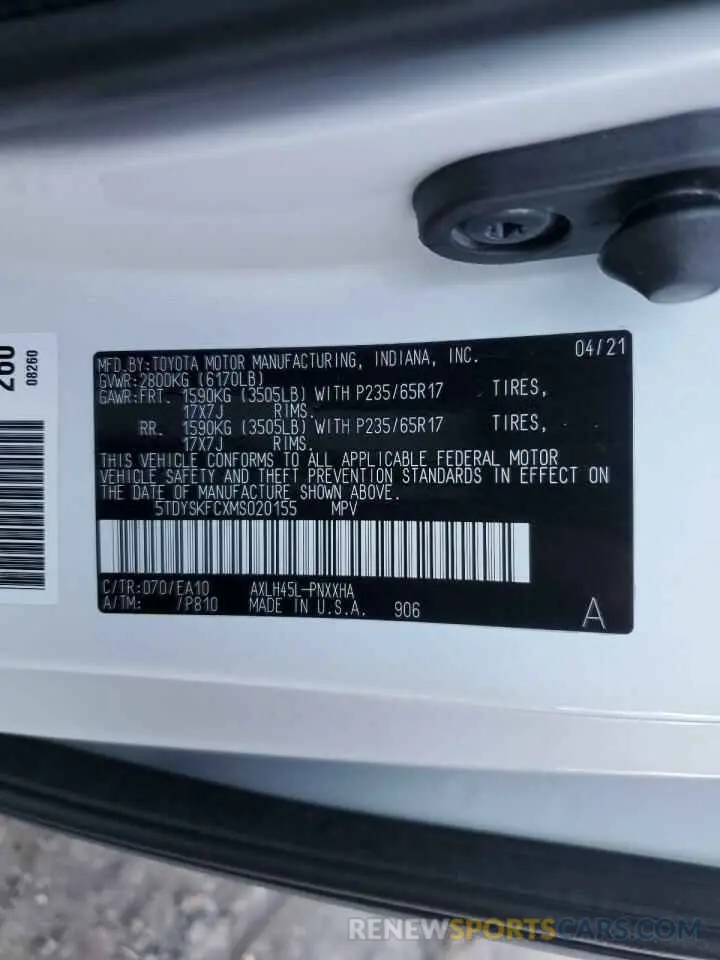 MFD.BY:TOYOTA MOTOR MANUFACTURING, INDIANA, INC. 04/21
GVWR:2800KG (6170LB)
GAWR:FRT. 1590KG (3505LB) WITH P235/65R17 TIRES,
17X7J RIMS.
RR. 1590KG (3505LB) WITH P235/65R17 TIRES,
17X7J RIMS.
THIS VEHICLE CONFORMS TO ALL APPLICABLE FEDERAL MOTOR
VEHICLE SAFETY AND THEFT PREVENTION STANDARDS IN EFFECT ON
THE DATE OF MANUFACTURE SHOWN ABOVE.
5TDYSKFCXMS020155 MPV
C/TR:070/EA10 AXLH45L-PNXXHA
A/TM: /P810 MADE IN U.S.A. 906 A
08260
RENEWSPORTSCARS.COM